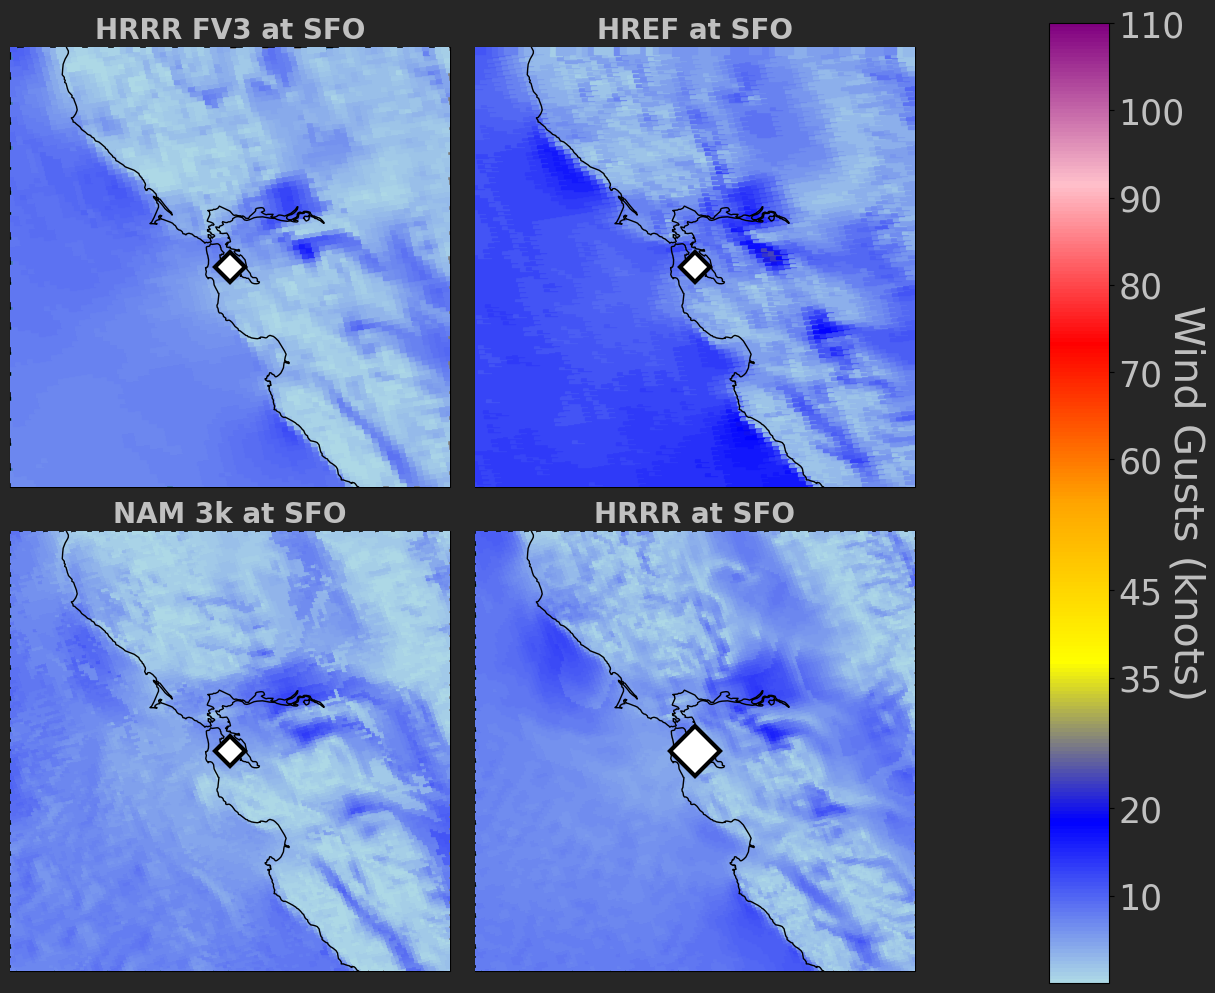 HRRR FV3 at SFO
HREF at SFO
NAM 3k at SFO
HRRR at SFO
110
100
90
80
70
60
45
35
20
10
Wind Gusts (knots)